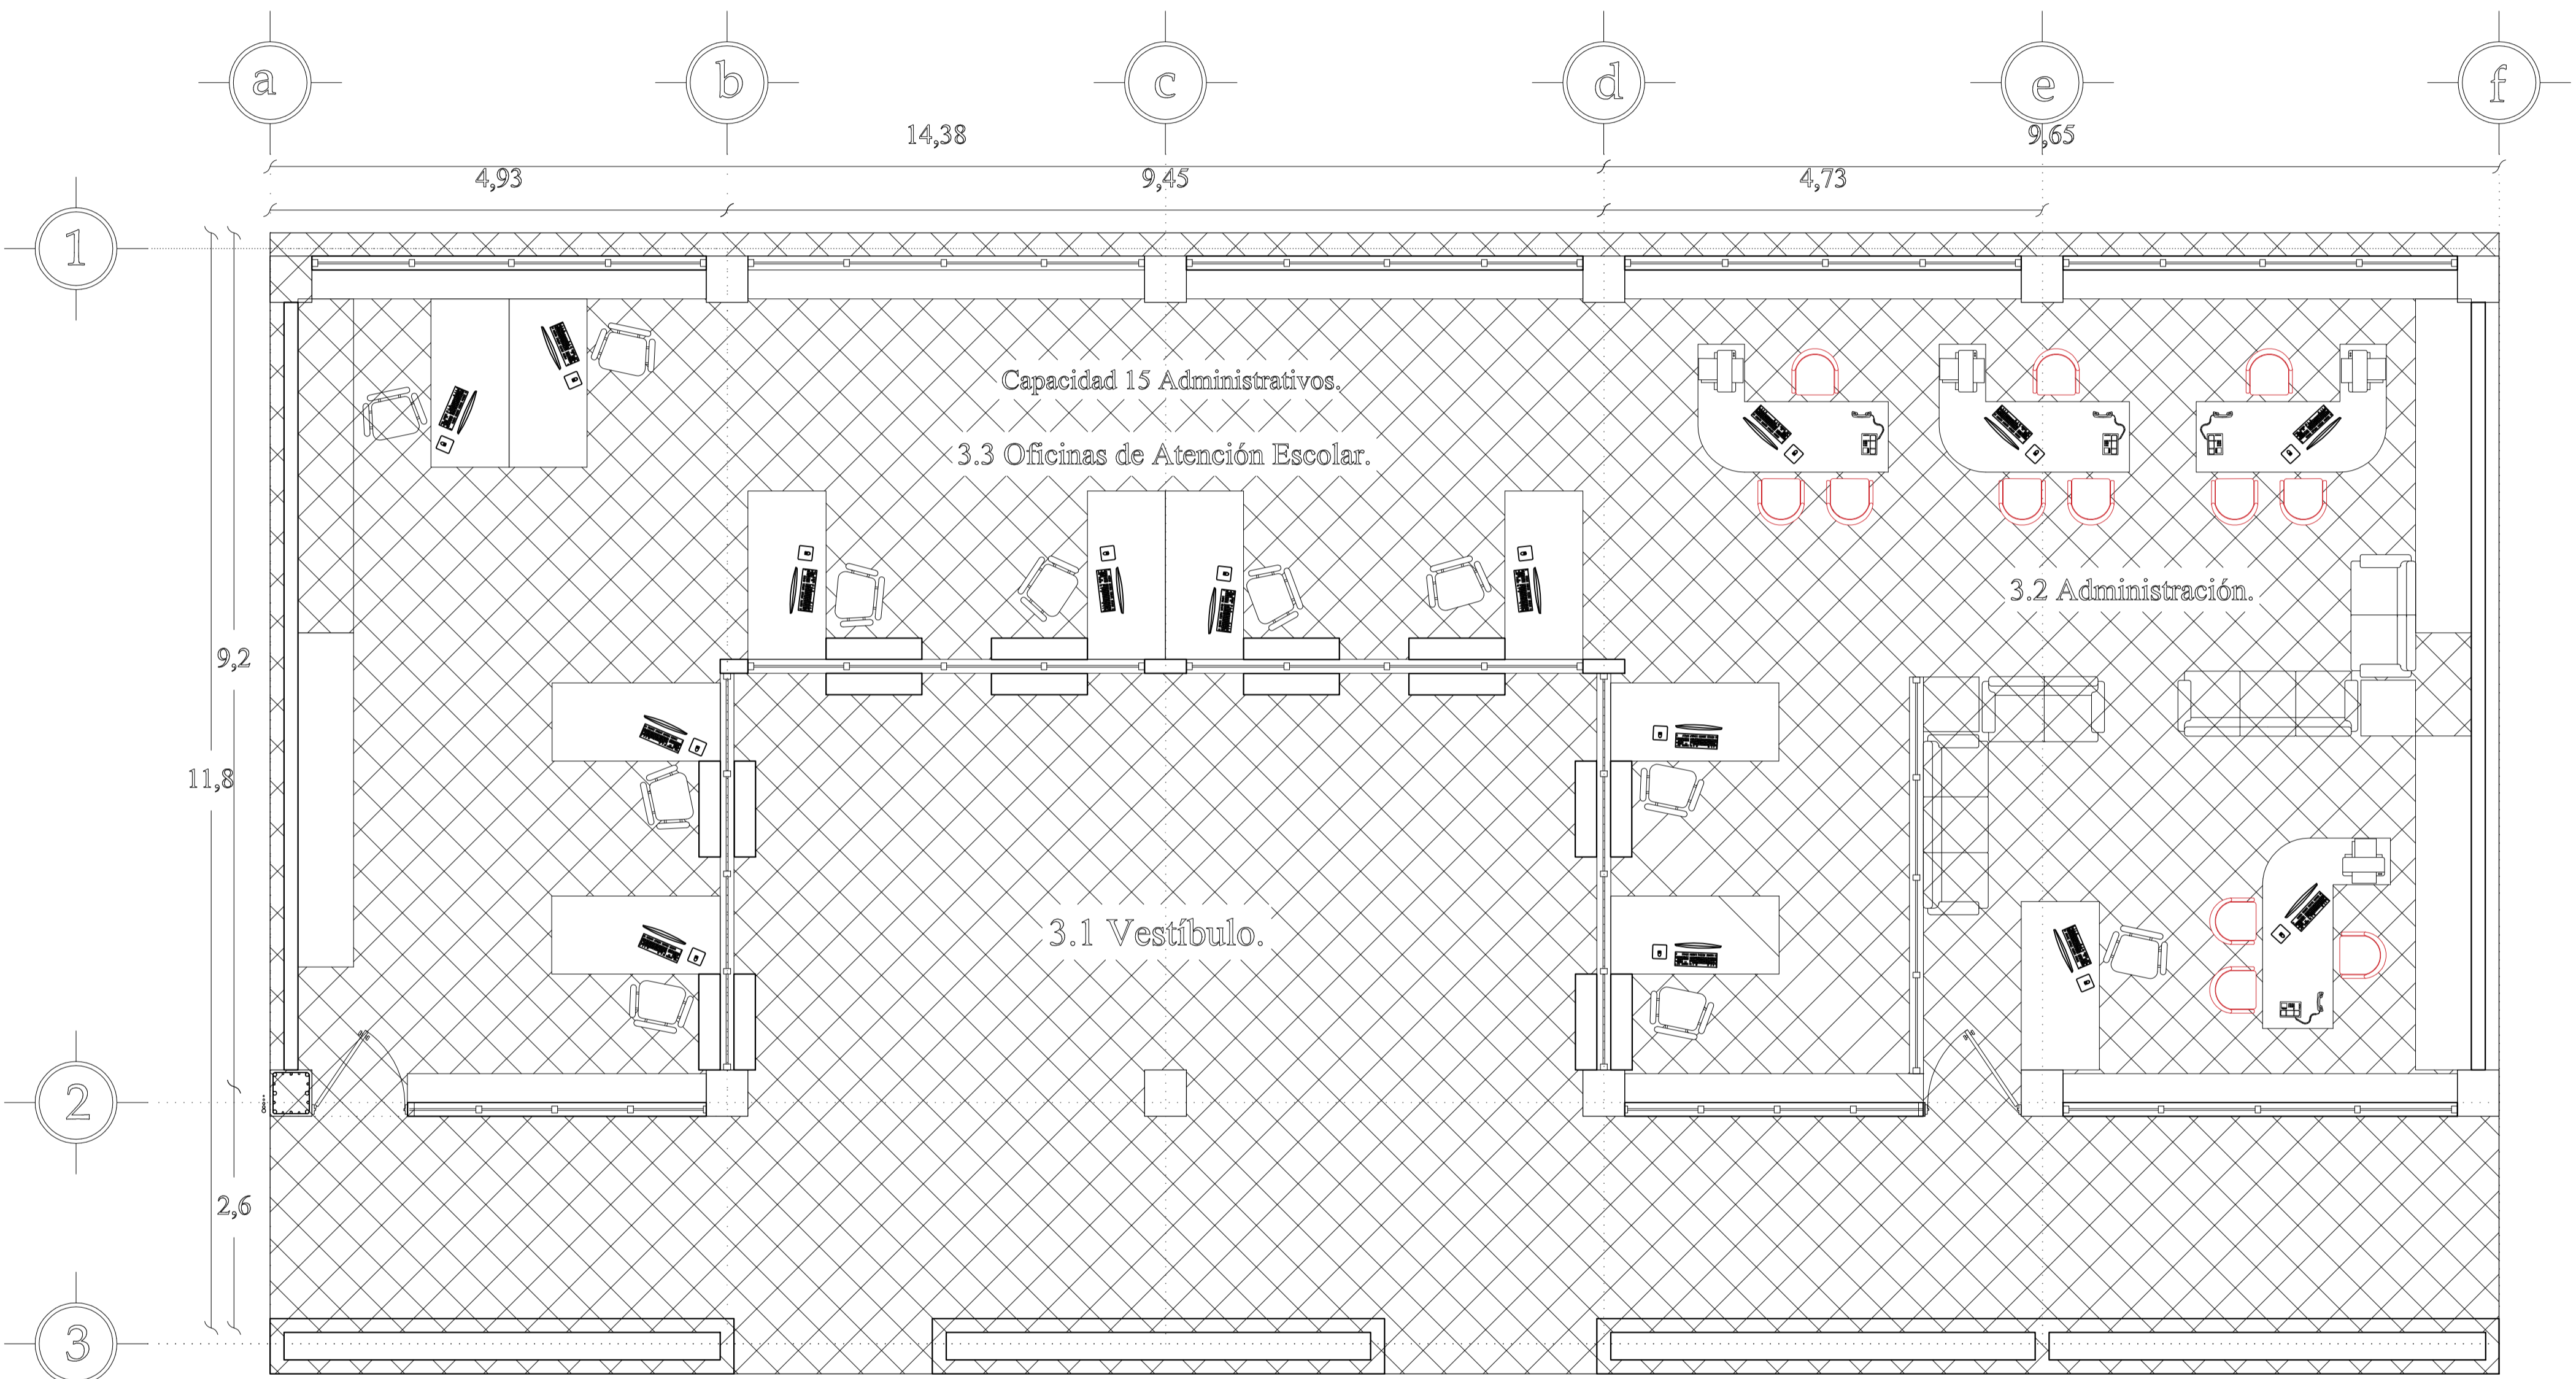 a b c d e f
14,38 9,65
4,93 9,45 4,73
1
Capacidad 15 Administrativos.
3.3 Oficinas de Atención Escolar.
3.2 Administración.
9,2
11,8
3.1 Vestíbulo.
2
2,6
3